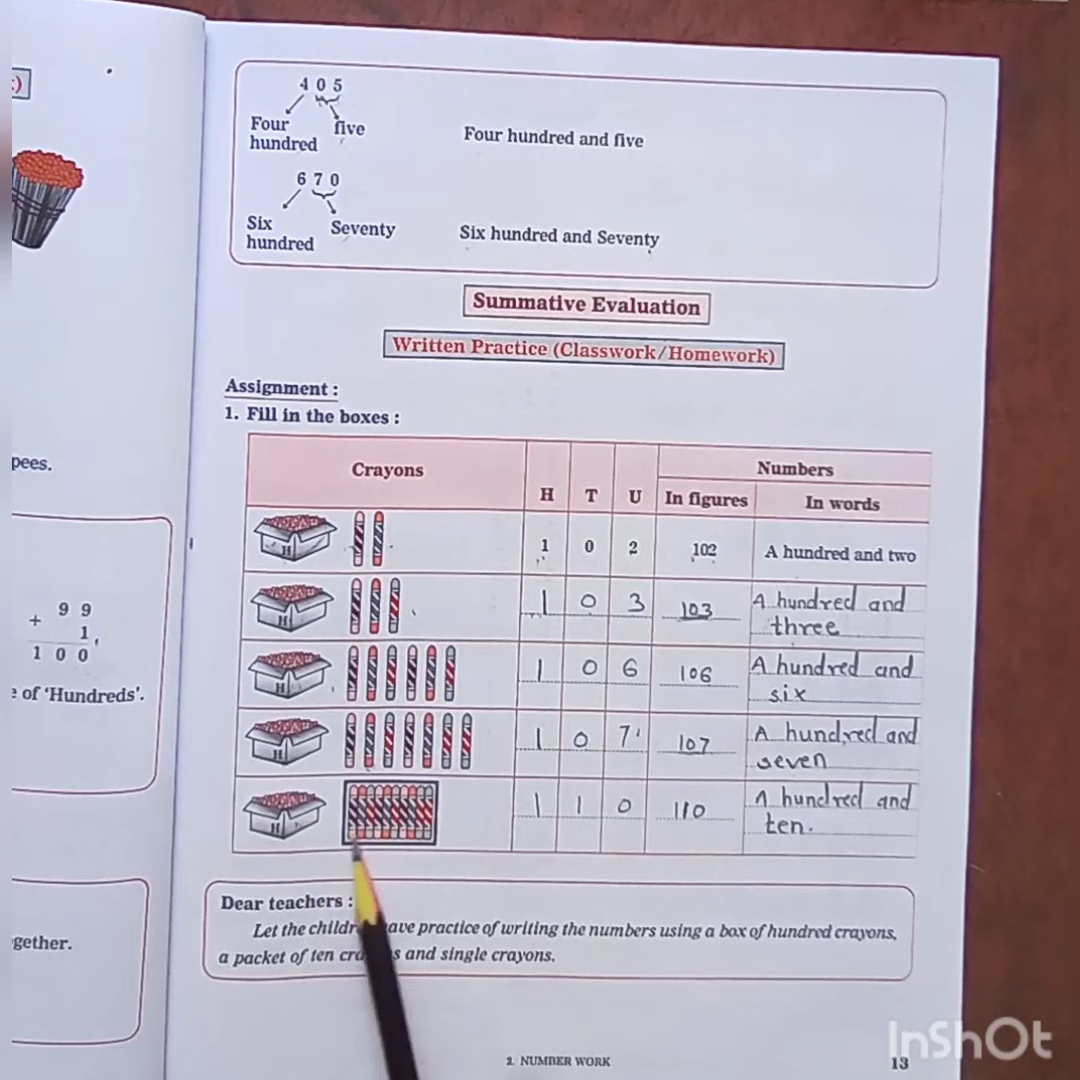 :)
4 0 5
Four hundred
five
Four hundred and five
6 7 0
Six hundred
Seventy
Six hundred and Seventy
Summative Evaluation
Written Practice (Classwork/Homework)
Assignment :
1. Fill in the boxes :
Crayons H T U Numbers
In figures In words
H 1 0 2 102 A hundred and two
H 1 0 3 103 A hundred and three
H 1 0 6 106 A hundred and six
H 1 0 7 107 A hundred and seven
H 1 1 0 110 A hundred and ten.
Dear teachers :
Let the children have practice of writing the numbers using a box of hundred crayons,
a packet of ten crayons and single crayons.
2. NUMBER WORK
13
pees.
9 9
+ 1
1 0 0
e of 'Hundreds'.
gether.
InShOt